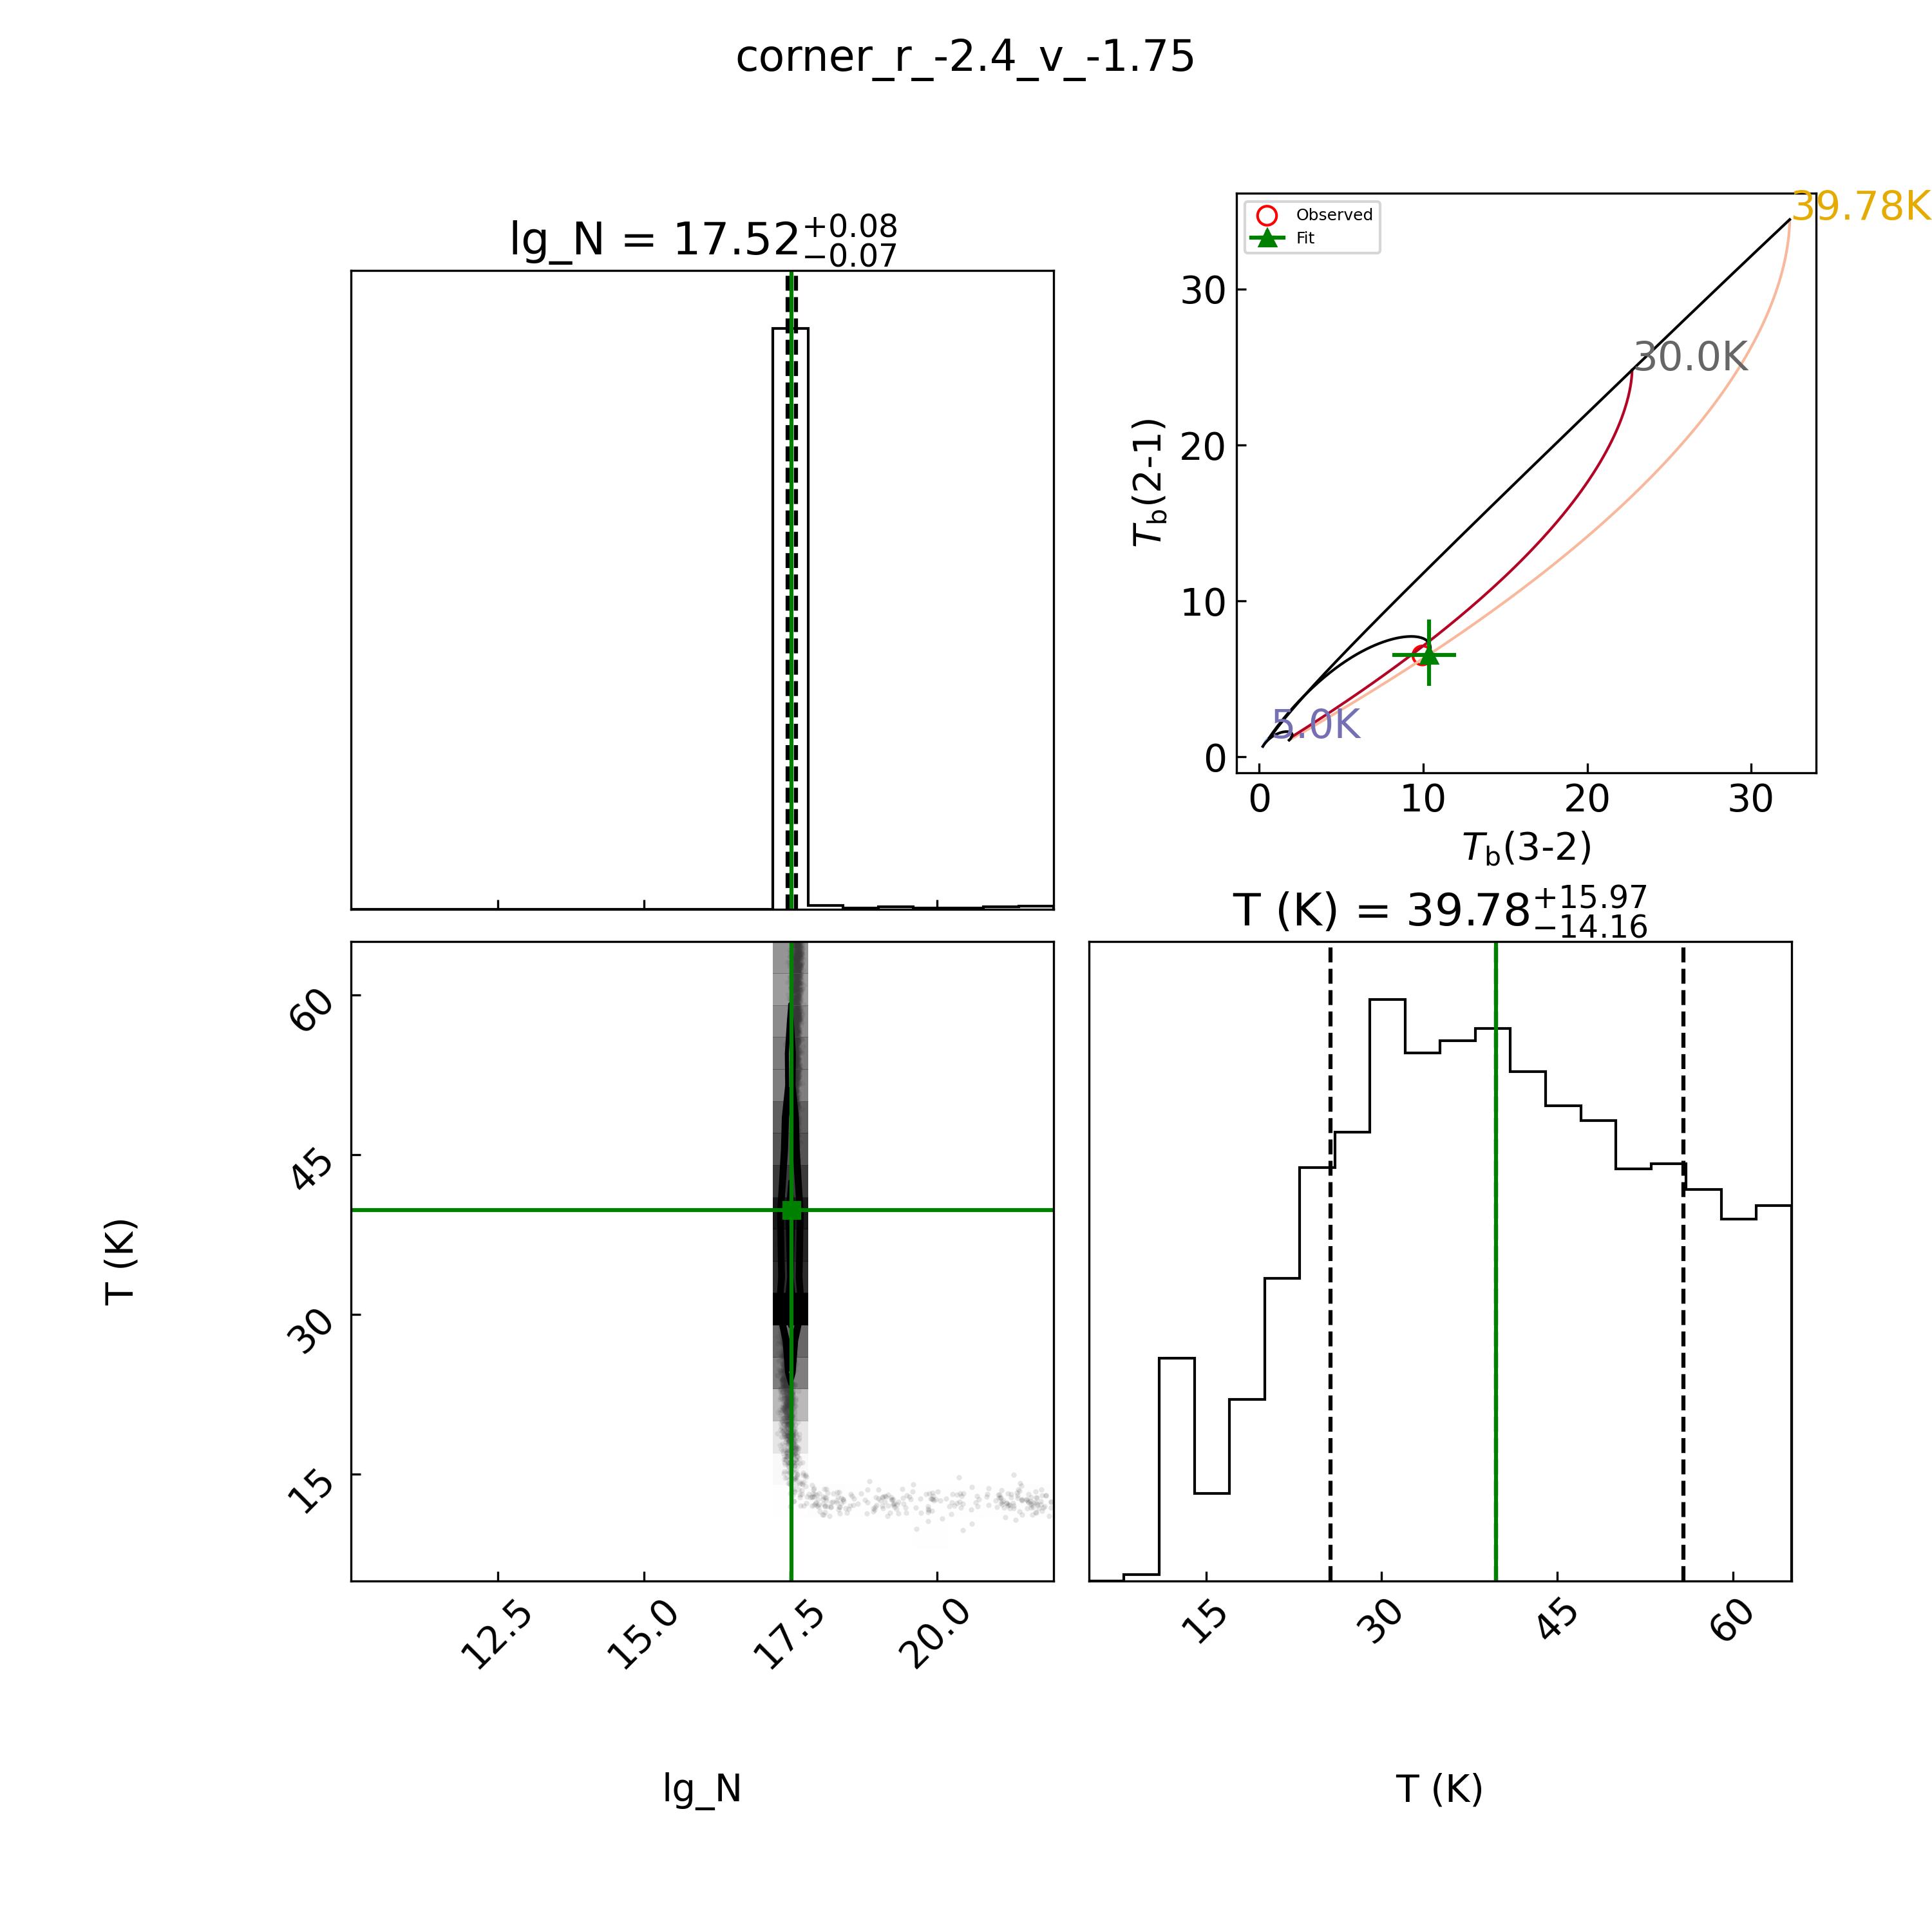 corner_r_-2.4_v_-1.75
lg_N = 17.52+0.08−0.07
39.78K
Observed
Fit
30.0K
5.0K
30
20
10
0
Tb(2-1)
0 10 20 30
Tb(3-2)
T (K) = 39.78+15.97−14.16
60
45
30
15
T (K)
12.5 15.0 17.5 20.0
15 30 45 60
lg_N
T (K)